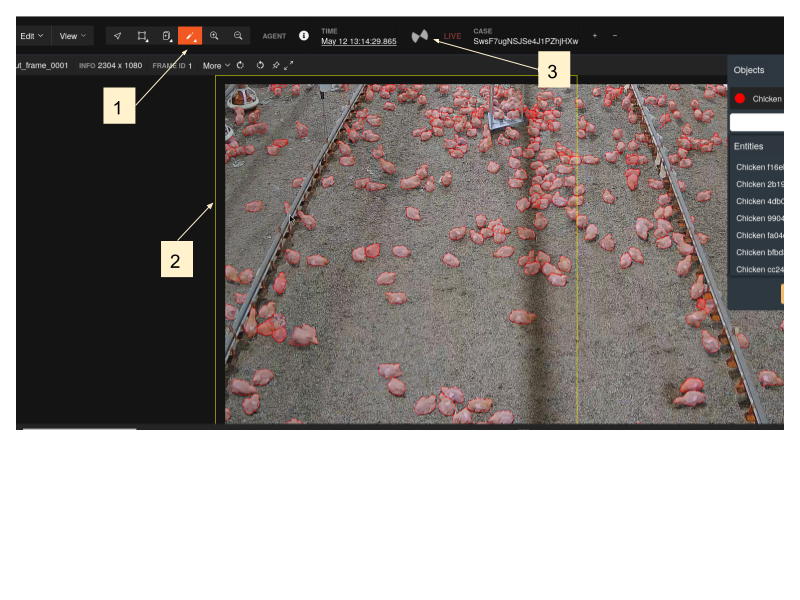 Edit View AGENT TIME LIVE CASE
May 12 13:14:29.865 SwsF7ugNSJSe4J1PZhjHXw + −
ut_frame_0001 INFO 2304 x 1080 FRAME ID 1 More
3
Objects
1
Chicken
Entities
Chicken f16e
Chicken 2b19
Chicken 4db0
Chicken 9904
Chicken fa04
2
Chicken bfbd
Chicken cc24